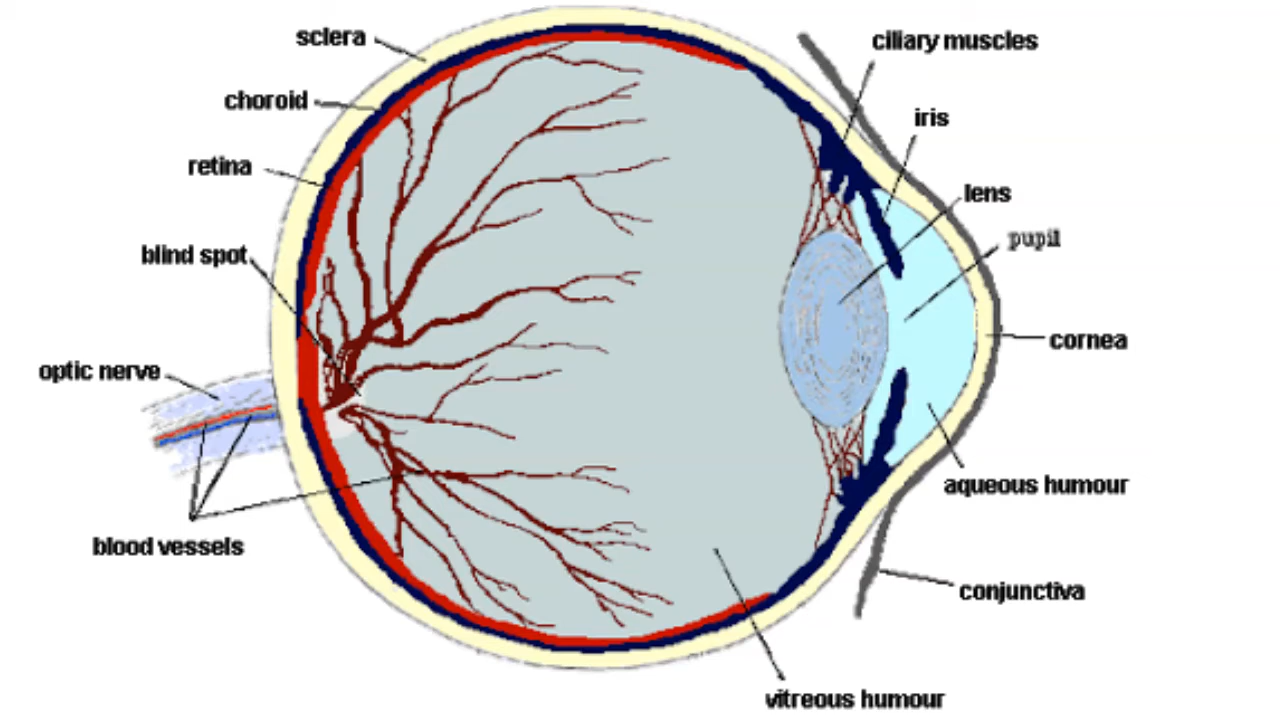 sclera
ciliary muscles
choroid
iris
retina
lens
pupil
blind spot
cornea
optic nerve
aqueous humour
blood vessels
conjunctiva
vitreous humour